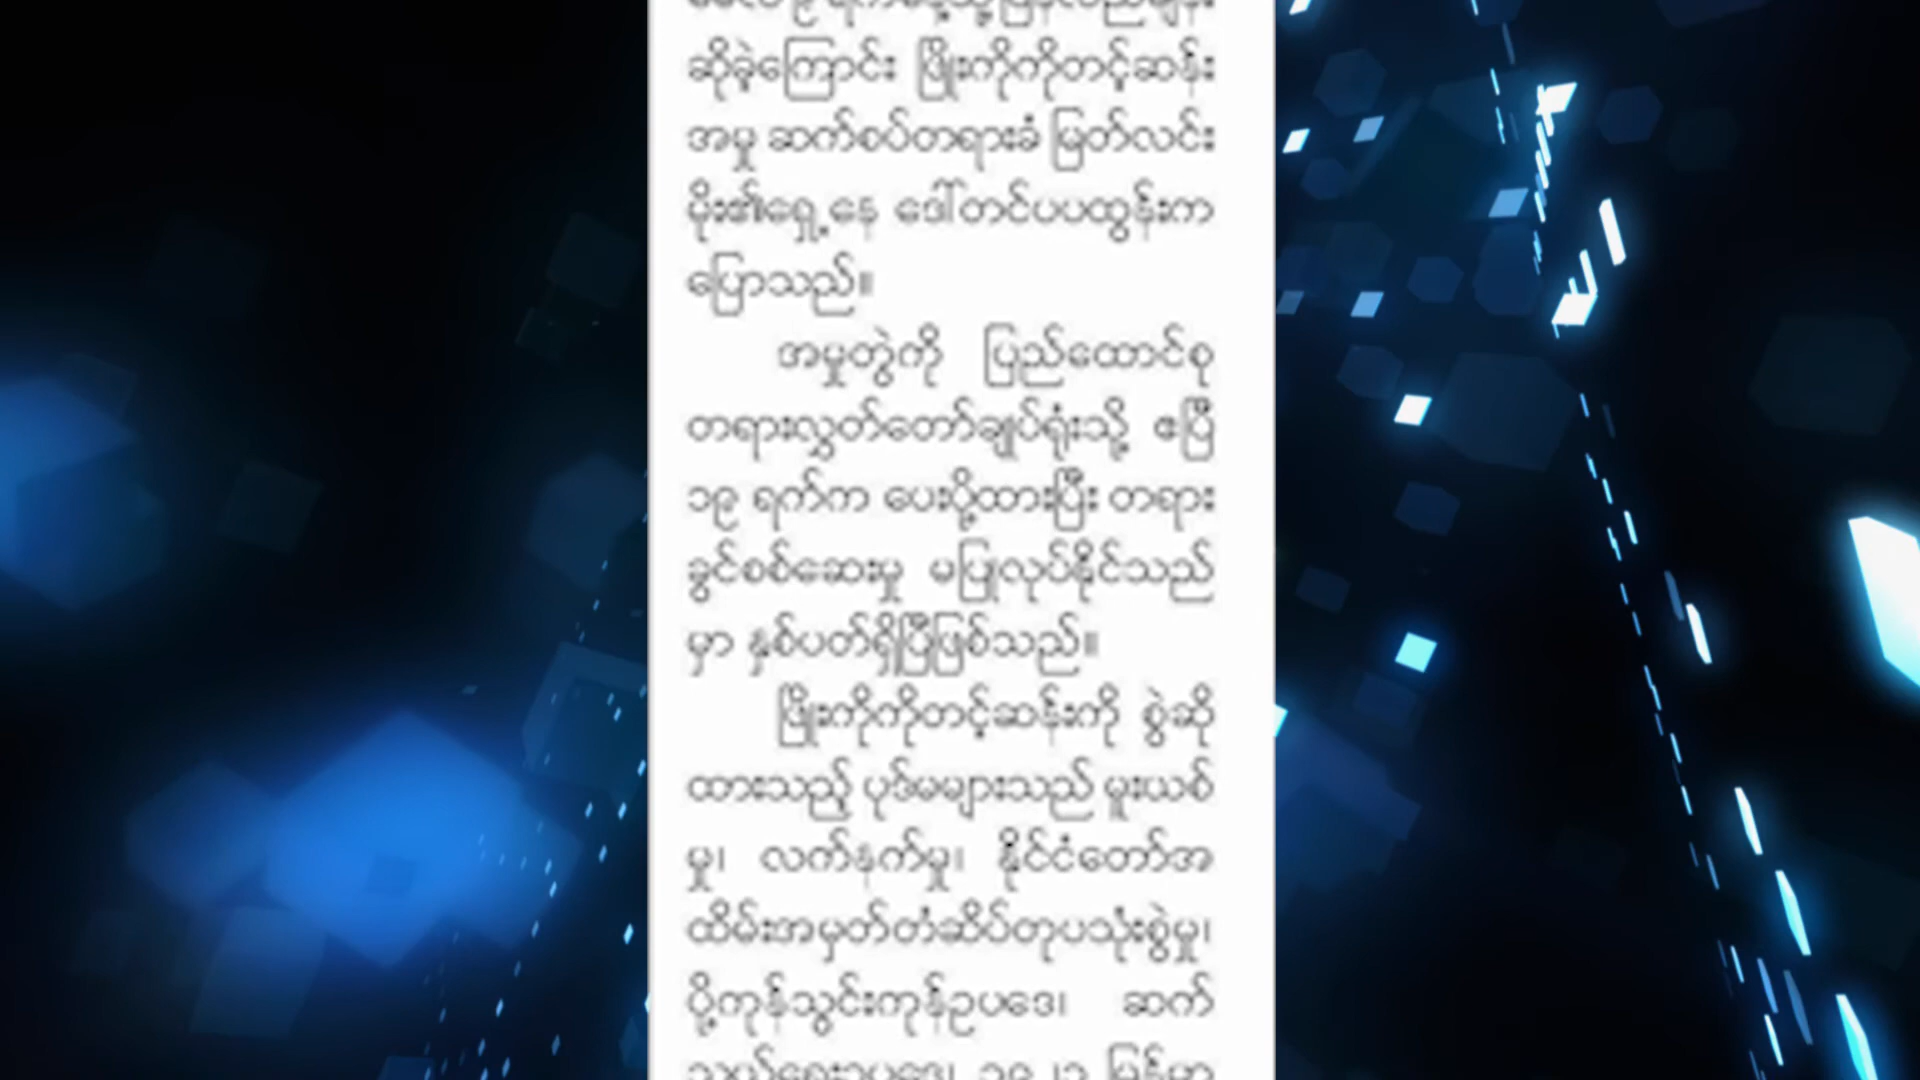 ဆိုခဲ့ကြောင်း ဖြိုးကိုကိုတင့်ဆန်း
အမှု ဆက်စပ်တရားခံ မြတ်လင်း
မိုး၏ရှေ့နေ ဒေါ်တင်ပပထွန်းက
ပြောသည်။
အမှုတွဲကို ပြည်ထောင်စု
တရားလွှတ်တော်ချုပ်ရုံးသို့ ဧပြီ
၁၉ ရက်က ပေးပို့ထားပြီး တရား
ခွင်စစ်ဆေးမှု မပြုလုပ်နိုင်သည်
မှာ နှစ်ပတ်ရှိပြီဖြစ်သည်။
ဖြိုးကိုကိုတင့်ဆန်းကို စွဲဆို
ထားသည့် ပုဒ်မများသည် မူးယစ်
မှု၊ လက်နက်မှု၊ နိုင်ငံတော်အ
ထိမ်းအမှတ်တံဆိပ်တုပသုံးစွဲမှု၊
ပို့ကုန်သွင်းကုန်ဥပဒေ၊ ဆက်